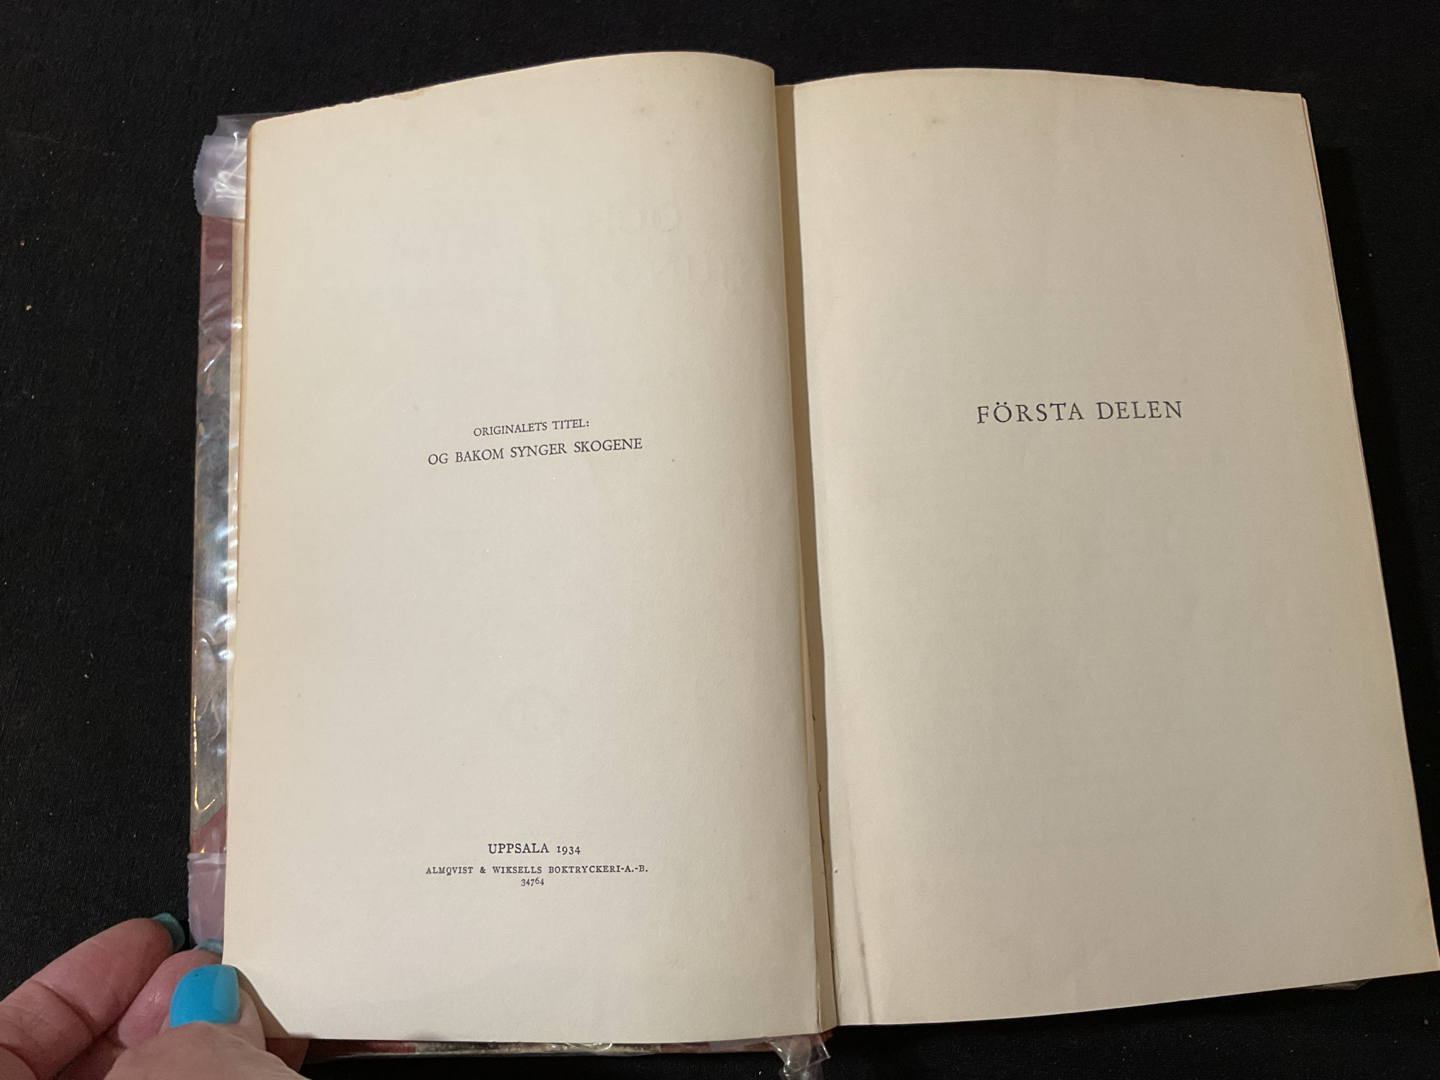 ORIGINALETS TITEL:
OG BAKOM SYNGER SKOGENE
UPPSALA 1934
ALMQVIST & WIKSELLS BOKTRYCKERI-A.-B.
34764
FÖRSTA DELEN